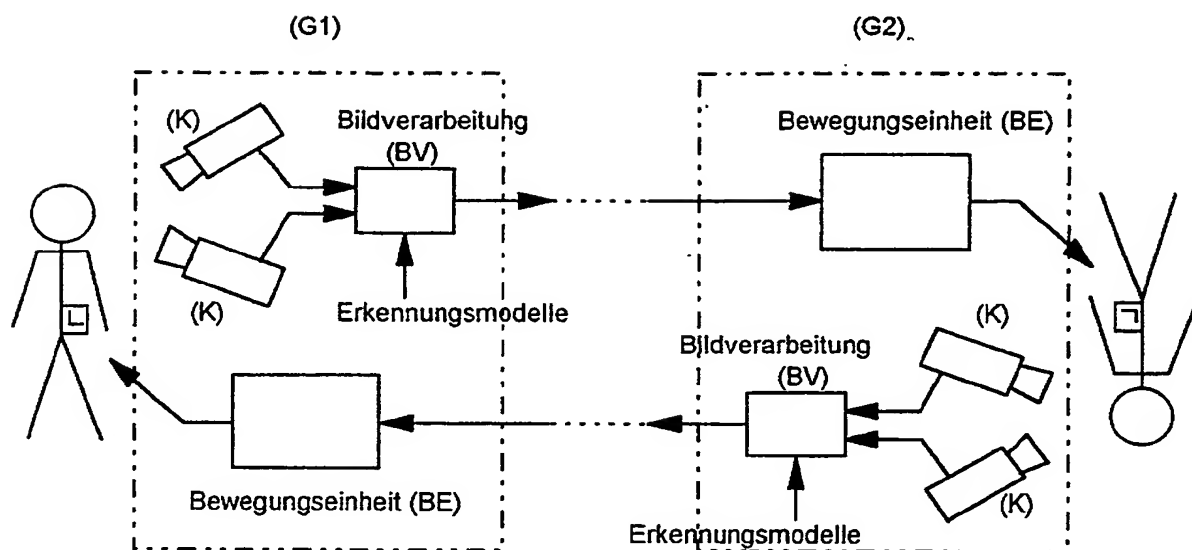 (G1)
(G2)
(K)
Bildverarbeitung
(BV)
Bewegungseinheit (BE)
(K)
Erkennungsmodelle
L
L
(K)
Bildverarbeitung
(BV)
Bewegungseinheit (BE)
(K)
Erkennungsmodelle